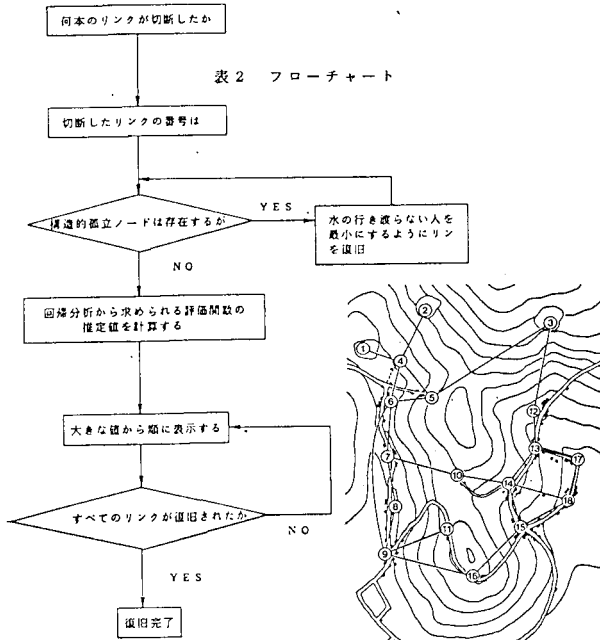 何本のリンクが切断したか
表2 フローチャート
切断したリンクの番号は
構造的孤立ノードは存在するか
YES
水の行き渡らない人を
最小にするようにリン
を復旧
NO
回帰分析から求められる評価関数の
推定値を計算する
大きな値から順に表示する
すべてのリンクが復旧されたか
NO
YES
復旧完了
②
③
①
④
⑥
⑤
⑫
⑬
⑰
⑦
⑩
⑭
⑱
⑧
⑪
⑮
⑨
⑯